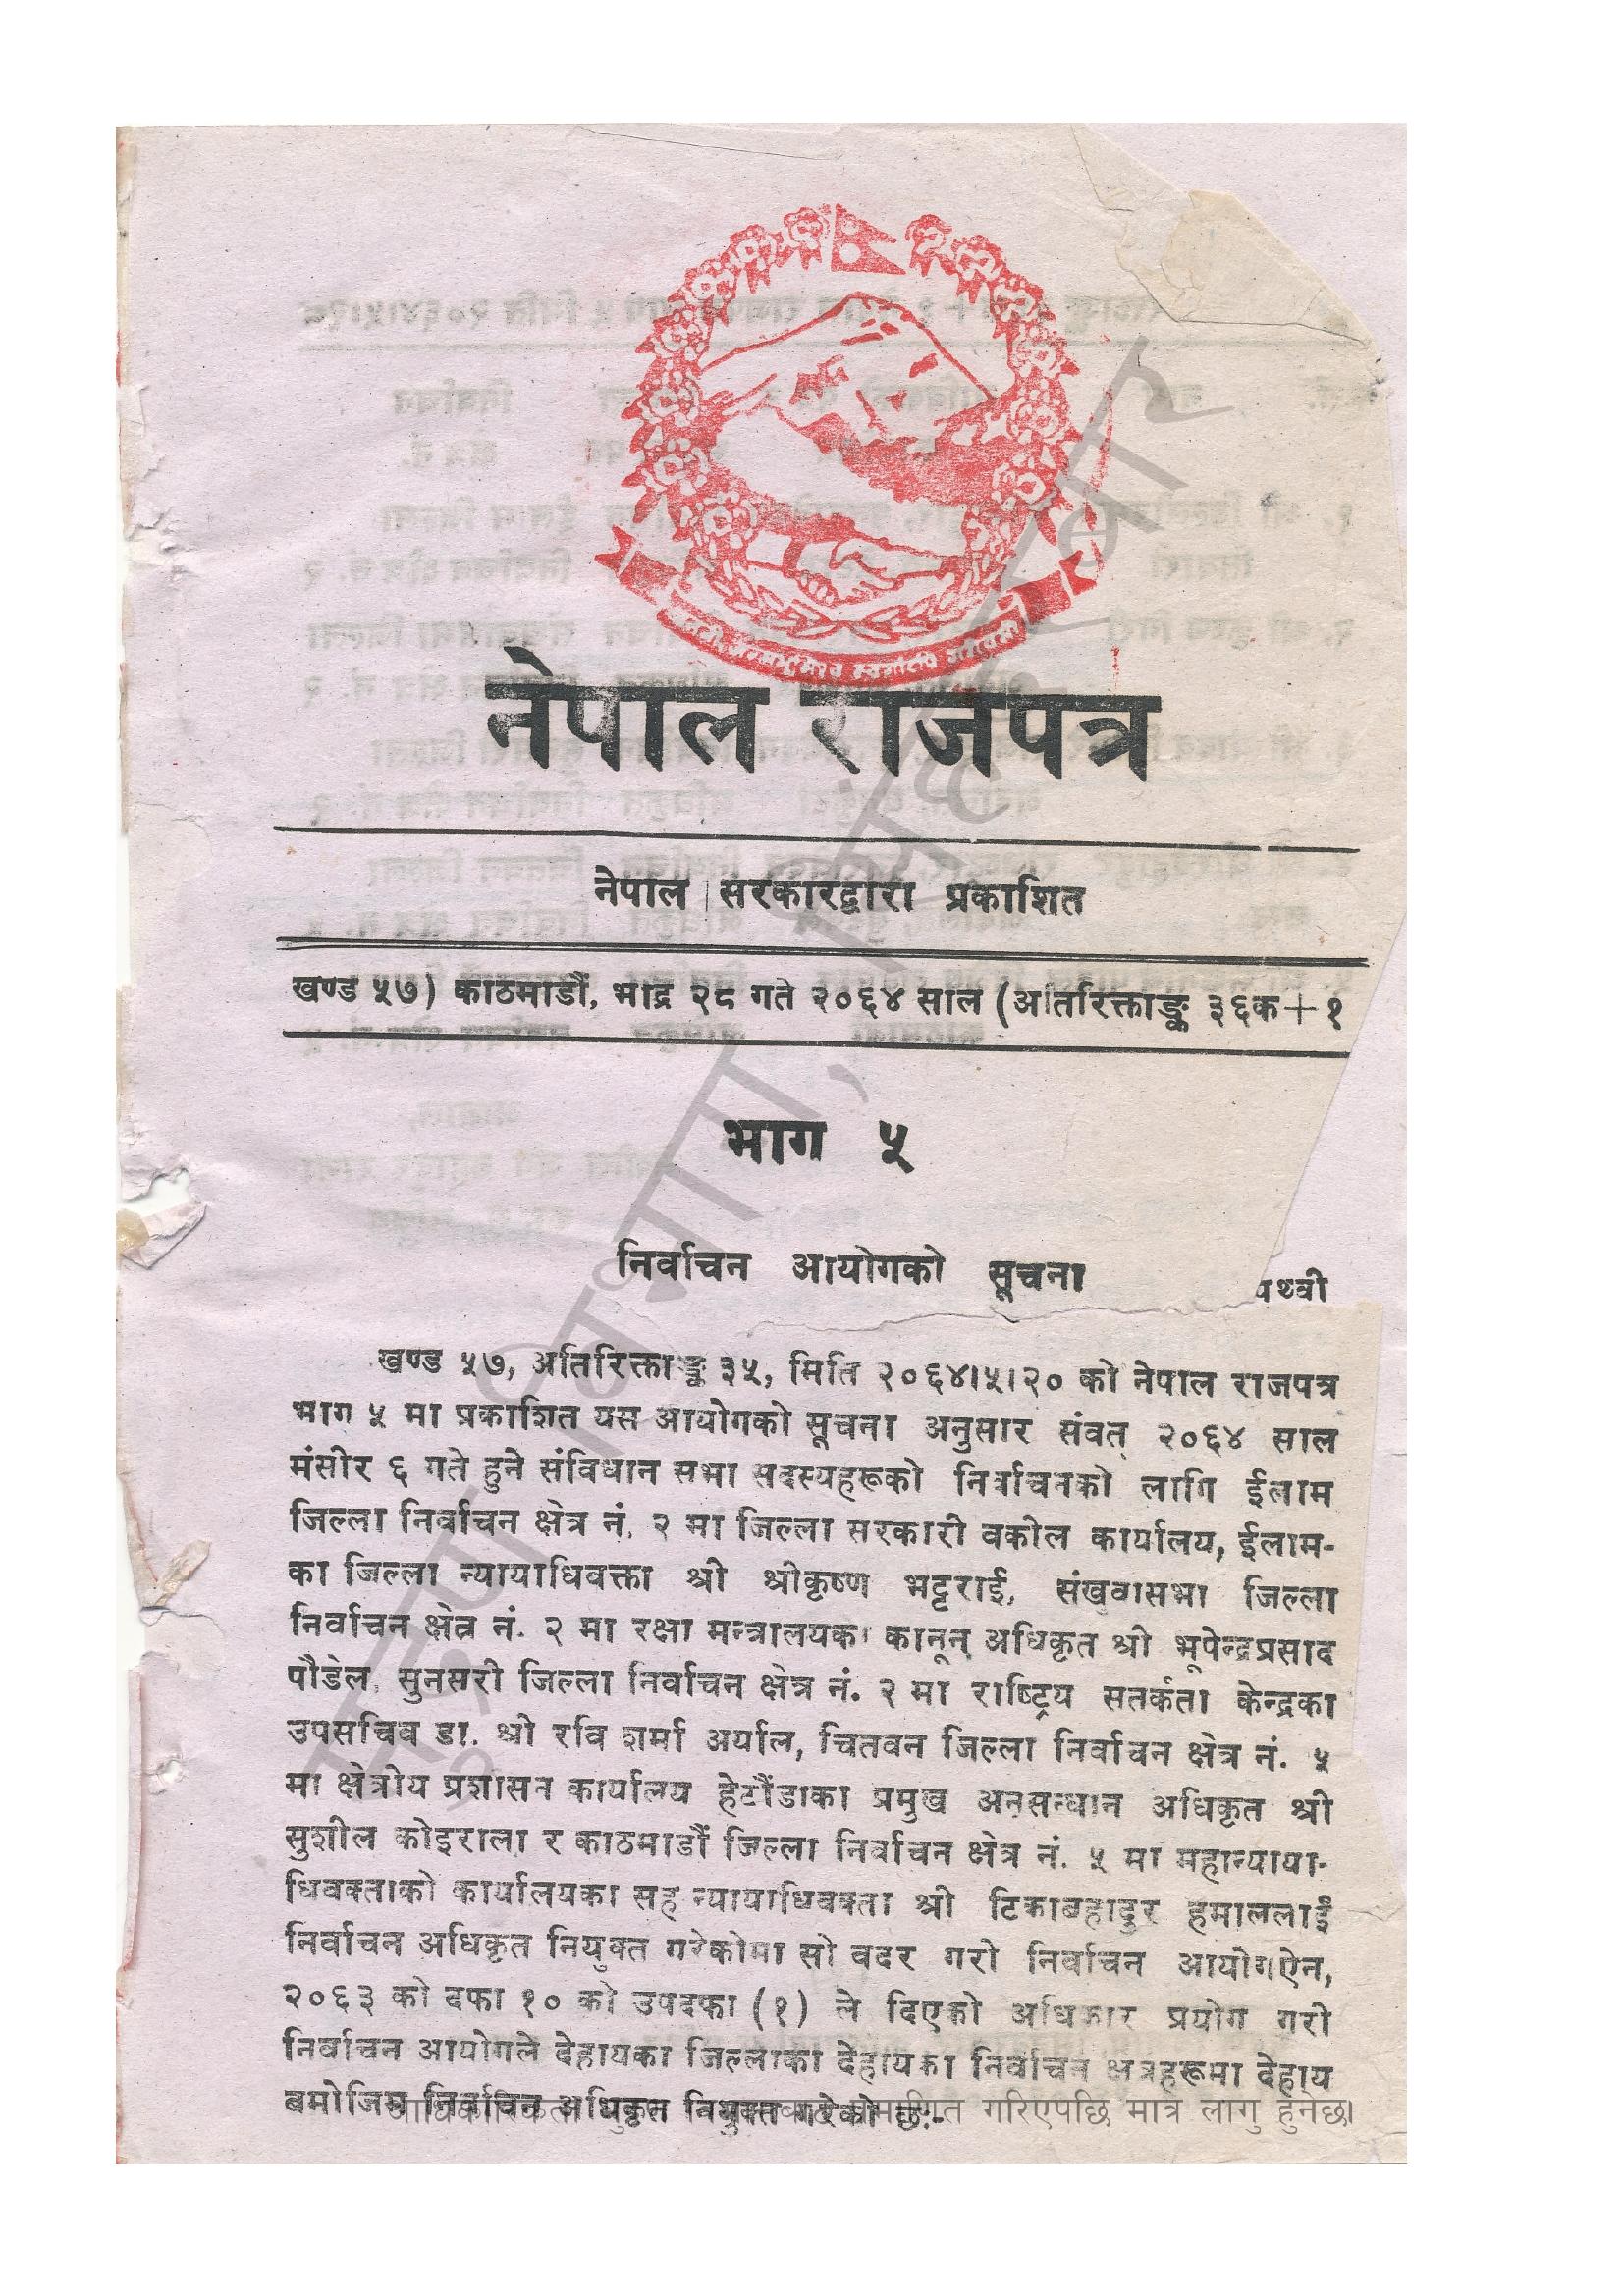 नेपाल राजपत्र
नेपाल सरकारद्वारा प्रकाशित
खण्ड ५७) काठमाडौं, भाद्र २८ गते २०६४ साल (अतिरिक्ताङ्क ३६क+१
भाग ५
निर्वाचन आयोगको सूचना
पथ्वी
खण्ड ५७, अतिरिक्ताङ्क ३५, मिति २०६४।५।२० को नेपाल राजपत्र
भाग ५ मा प्रकाशित यस आयोगको सूचना अनुसार संवत् २०६४ साल
मंसीर ६ गते हुने संविधान सभा सदस्यहरूको निर्वाचनको लागि ईलाम
जिल्ला निर्वाचन क्षेत्र नं. २ मा जिल्ला सरकारी वकील कार्यालय, ईलाम-
का जिल्ला न्यायाधिवक्ता श्री श्रीकृष्ण भट्टराई, संखुवासभा जिल्ला
निर्वाचन क्षेत्र नं. २ मा रक्षा मन्त्रालयका कानून अधिकृत श्री भूपेन्द्रप्रसाद
पौडेल, सुनसरी जिल्ला निर्वाचन क्षेत्र नं. २ मा राष्ट्रिय सतर्कता केन्द्रका
उपसचिव डा. श्री रवि शर्मा अर्याल, चितवन जिल्ला निर्वाचन क्षेत्र नं. ५
मा क्षेत्रीय प्रशासन कार्यालय हेटौंडाका प्रमुख अनुसन्धान अधिकृत श्री
सुशील कोइराला र काठमाडौं जिल्ला निर्वाचन क्षेत्र नं. ५ मा महान्याया-
धिवक्ताको कार्यालयका सह न्यायाधिवक्ता श्री टिकाबहादुर हमाललाई
निर्वाचन अधिकृत नियुक्त गरेकोमा सो वदर गरी निर्वाचन आयोग ऐन,
२०६३ को दफा १० को उपदफा (१) ले दिएको अधिकार प्रयोग गरी
निर्वाचन आयोगले देहायका जिल्लाका देहायका निर्वाचन क्षेत्रहरूमा देहाय
बमोजिम निर्वाचन अधिकृत नियुक्त गरेको छ:-
गरिएपछि मात्र लागु हुनेछ।
मुद्रण विभाग,